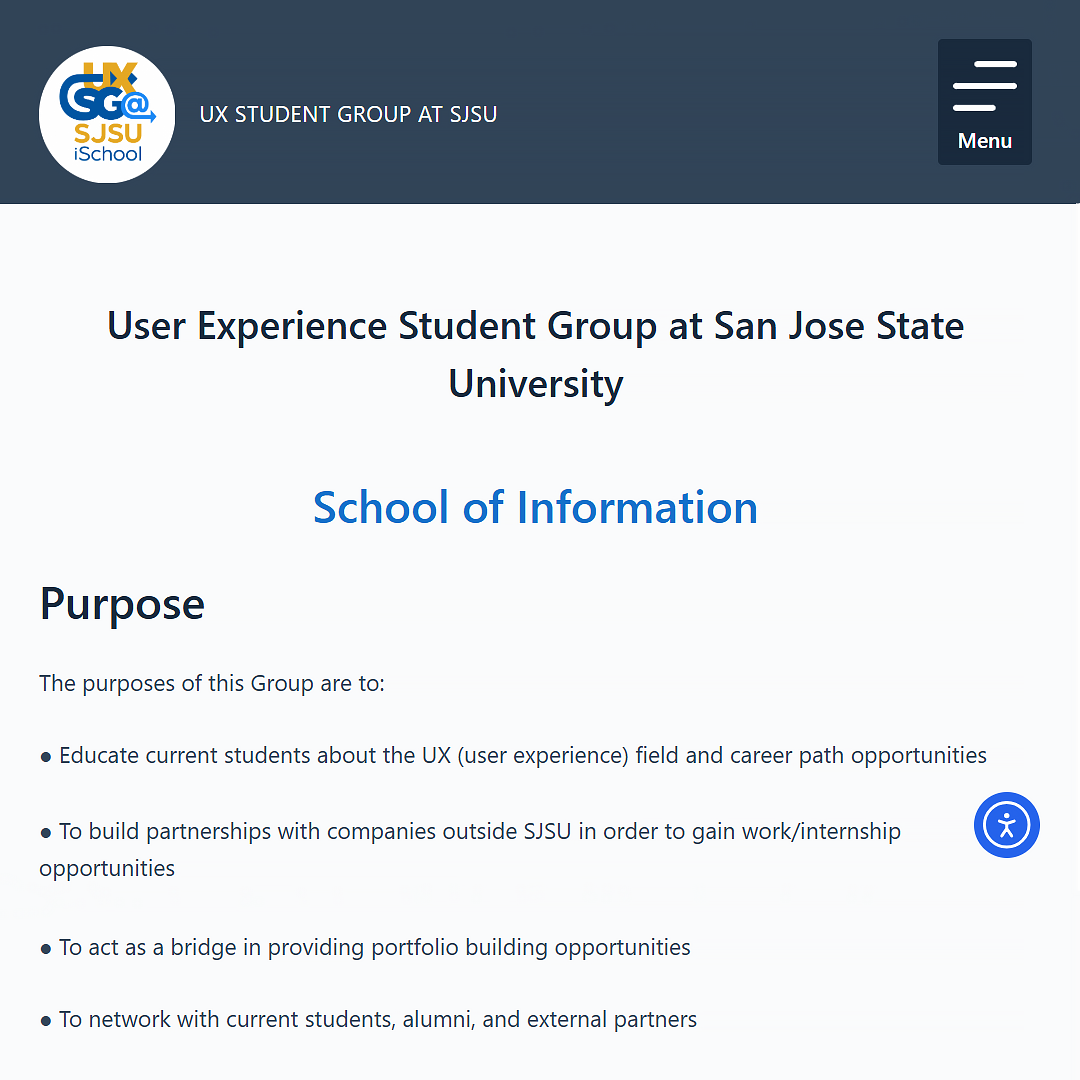 UX
SG@
SJSU
iSchool
UX STUDENT GROUP AT SJSU
Menu
User Experience Student Group at San Jose State
University
School of Information
Purpose
The purposes of this Group are to:
● Educate current students about the UX (user experience) field and career path opportunities
● To build partnerships with companies outside SJSU in order to gain work/internship
opportunities
● To act as a bridge in providing portfolio building opportunities
● To network with current students, alumni, and external partners